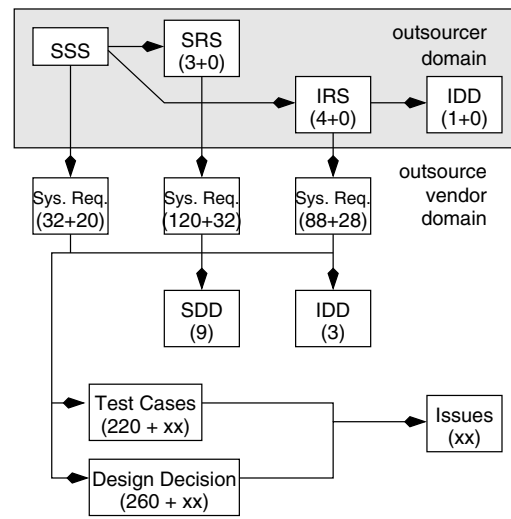 SSS
SRS
(3+0)
outsourcer
domain
IRS
(4+0)
IDD
(1+0)
Sys. Req.
(32+20)
Sys. Req.
(120+32)
Sys. Req.
(88+28)
outsource
vendor
domain
SDD
(9)
IDD
(3)
Test Cases
(220 + xx)
Issues
(xx)
Design Decision
(260 + xx)